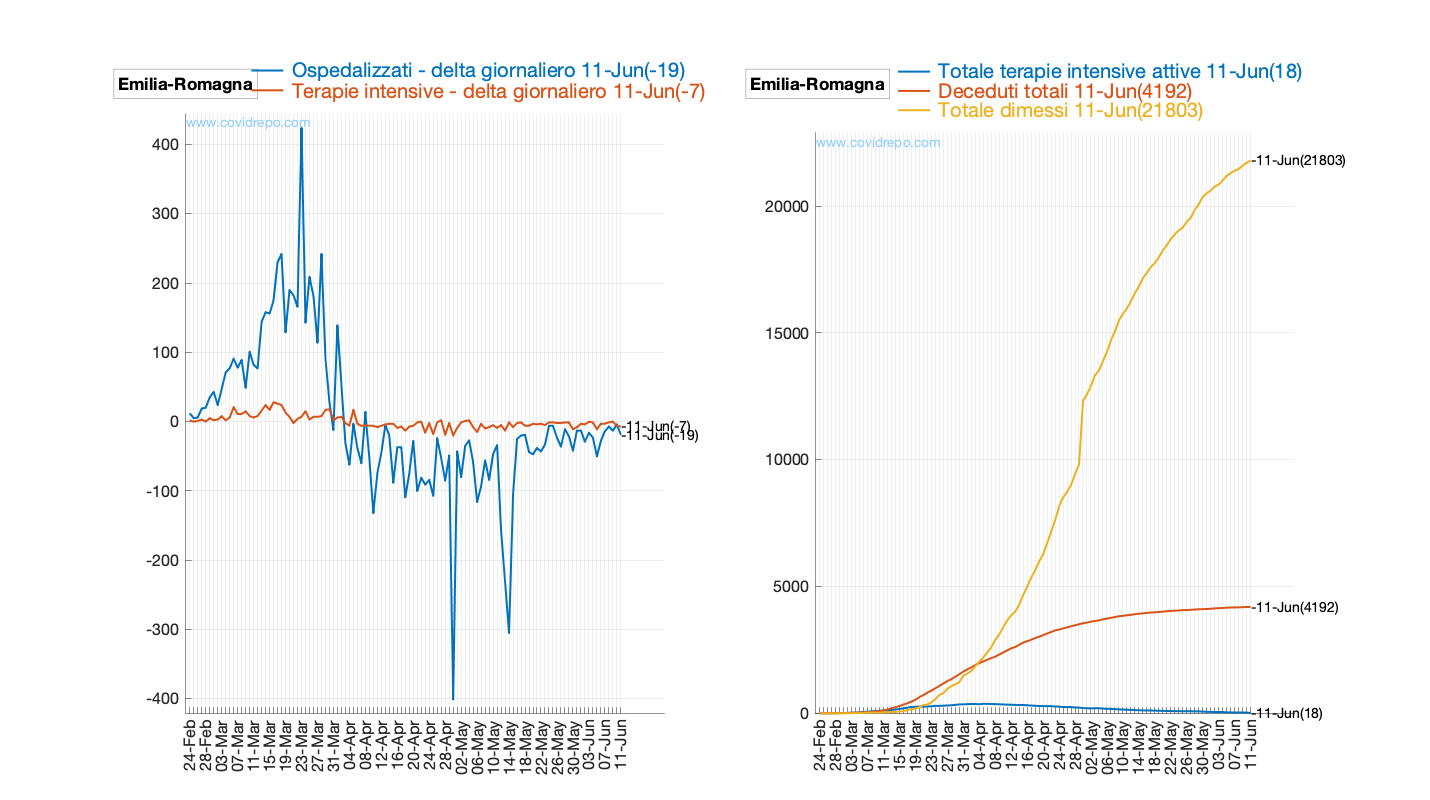 Emilia-Romagna
Ospedalizzati - delta giornaliero 11-Jun(-19)
Terapie intensive - delta giornaliero 11-Jun(-7)
www.covidrepo.com
400
300
200
100
0
-100
-200
-300
-400
-11-Jun(-7)
-11-Jun(-19)
24-Feb
28-Feb
03-Mar
07-Mar
11-Mar
15-Mar
19-Mar
23-Mar
27-Mar
31-Mar
04-Apr
08-Apr
12-Apr
16-Apr
20-Apr
24-Apr
28-Apr
02-May
06-May
10-May
14-May
18-May
22-May
26-May
30-May
03-Jun
07-Jun
11-Jun
Emilia-Romagna
Totale terapie intensive attive 11-Jun(18)
Deceduti totali 11-Jun(4192)
Totale dimessi 11-Jun(21803)
www.covidrepo.com
20000
15000
10000
5000
0
-11-Jun(21803)
-11-Jun(4192)
-11-Jun(18)
24-Feb
28-Feb
03-Mar
07-Mar
11-Mar
15-Mar
19-Mar
23-Mar
27-Mar
31-Mar
04-Apr
08-Apr
12-Apr
16-Apr
20-Apr
24-Apr
28-Apr
02-May
06-May
10-May
14-May
18-May
22-May
26-May
30-May
03-Jun
07-Jun
11-Jun